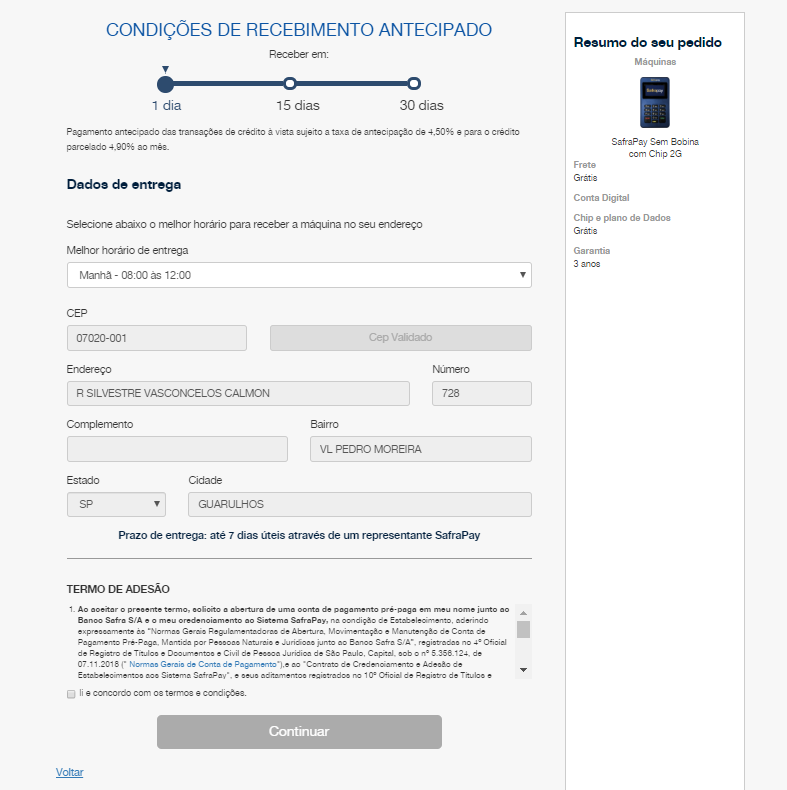 CONDIÇÕES DE RECEBIMENTO ANTECIPADO
Receber em:
1 dia
15 dias
30 dias
Pagamento antecipado das transações de crédito à vista sujeito a taxa de antecipação de 4,50% e para o crédito
parcelado 4,90% ao mês.
Dados de entrega
Selecione abaixo o melhor horário para receber a máquina no seu endereço
Melhor horário de entrega
Manhã - 08:00 às 12:00
CEP
07020-001
Cep Validado
Endereço
Número
R SILVESTRE VASCONCELOS CALMON
728
Complemento
Bairro
VL PEDRO MOREIRA
Estado
Cidade
SP
GUARULHOS
Prazo de entrega: até 7 dias úteis através de um representante SafraPay
TERMO DE ADESÃO
1. Ao aceitar o presente termo, solicito a abertura de uma conta de pagamento pré-paga em meu nome junto ao
Banco Safra S/A e o meu credenciamento ao Sistema SafraPay, na condição de Estabelecimento, aderindo
expressamente às "Normas Gerais Regulamentadoras de Abertura, Movimentação e Manutenção de Conta de
Pagamento Pré-Paga, Mantida por Pessoas Naturais e Jurídicas junto ao Banco Safra S/A", registradas no 4º Oficial
de Registro de Títulos e Documentos e Civil de Pessoa Jurídica de São Paulo, Capital, sob o nº 5.356.124, de
07.11.2018 (" Normas Gerais de Conta de Pagamento"),e ao "Contrato de Credenciamento e Adesão de
Estabelecimentos aos Sistema SafraPay", e seus aditamentos registrados no 10º Oficial de Registro de Títulos e
li e concordo com os termos e condições.
Continuar
Voltar
Resumo do seu pedido
Máquinas
Safrapay
SafraPay Sem Bobina
com Chip 2G
Frete
Grátis
Conta Digital
Chip e plano de Dados
Grátis
Garantia
3 anos